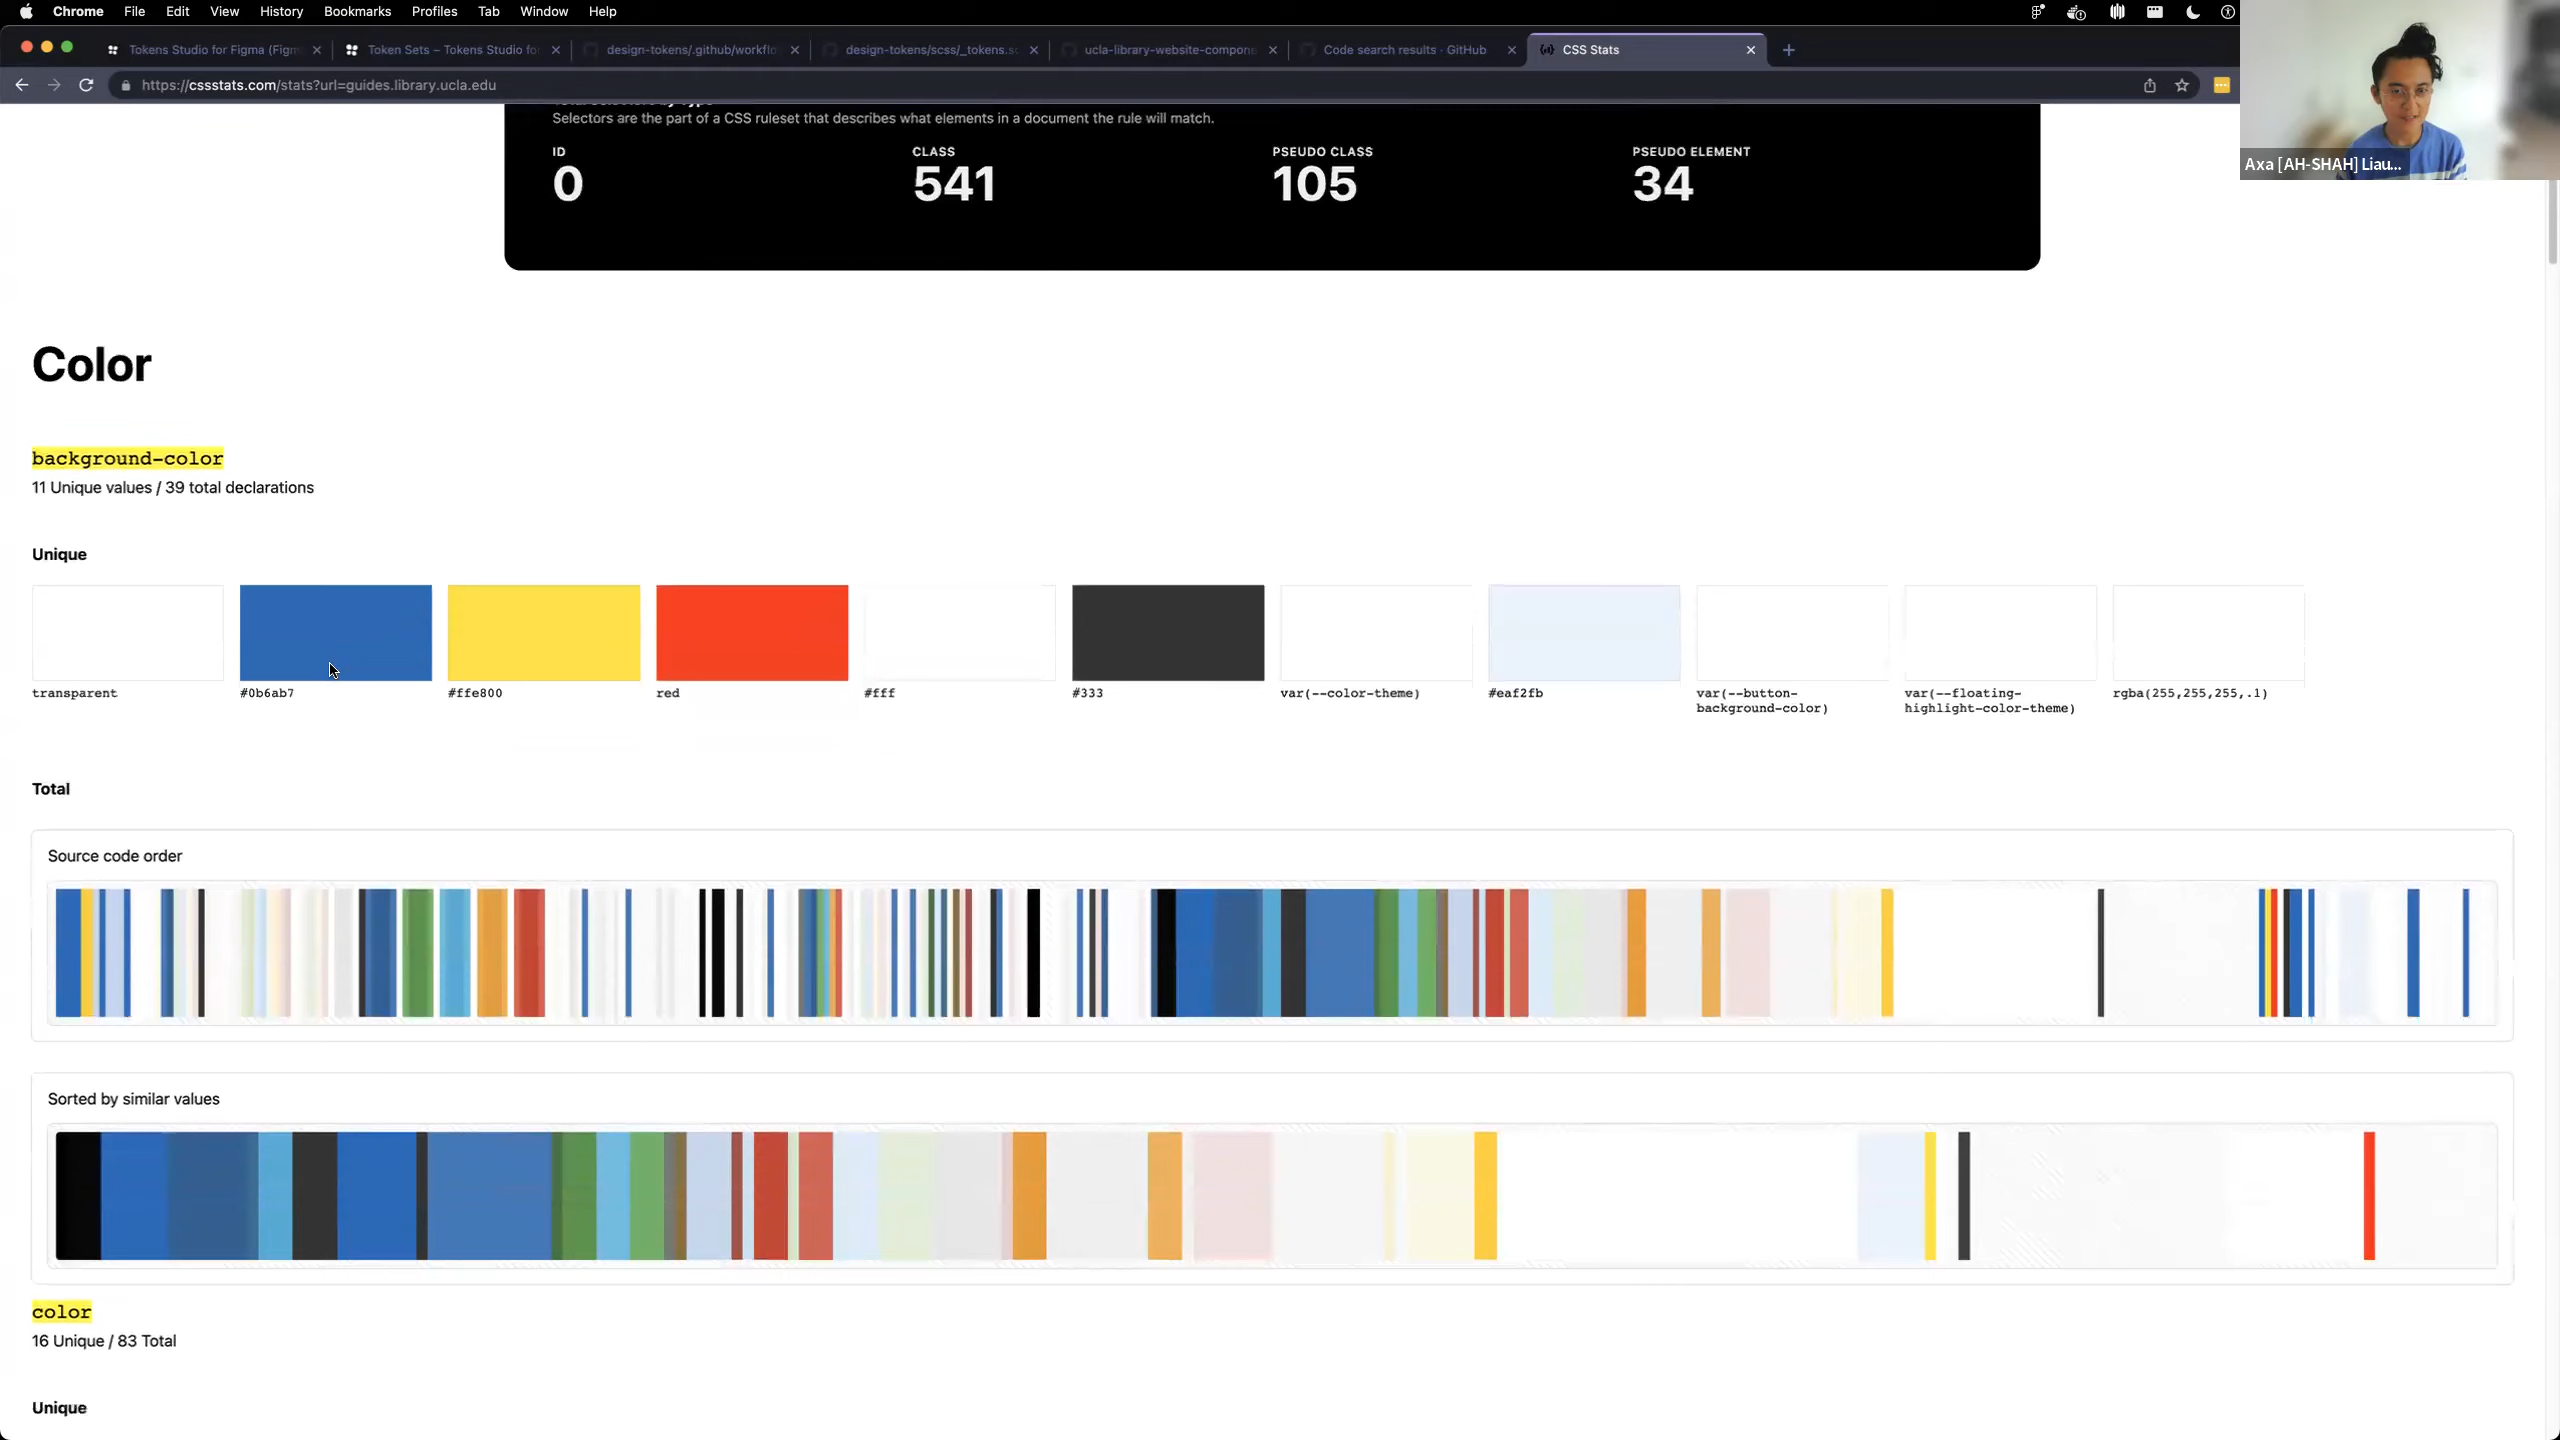 Chrome File Edit View History Bookmarks Profiles Tab Window Help
Tokens Studio for Figma (Figm
Token Sets – Tokens Studio for
design-tokens/.github/workflo
design-tokens/scss/_tokens.sc
ucla-library-website-compone
Code search results · GitHub
CSS Stats
https://cssstats.com/stats?url=guides.library.ucla.edu
Axa [AH-SHAH] Liau...
Selectors are the part of a CSS ruleset that describes what elements in a document the rule will match.
ID CLASS PSEUDO CLASS PSEUDO ELEMENT
0 541 105 34
Color
background-color
11 Unique values / 39 total declarations
Unique
transparent
#0b6ab7
#ffe800
red
#fff
#333
var(--color-theme)
#eaf2fb
var(--button-
background-color)
var(--floating-
highlight-color-theme)
rgba(255,255,255,.1)
Total
Source code order
Sorted by similar values
color
16 Unique / 83 Total
Unique